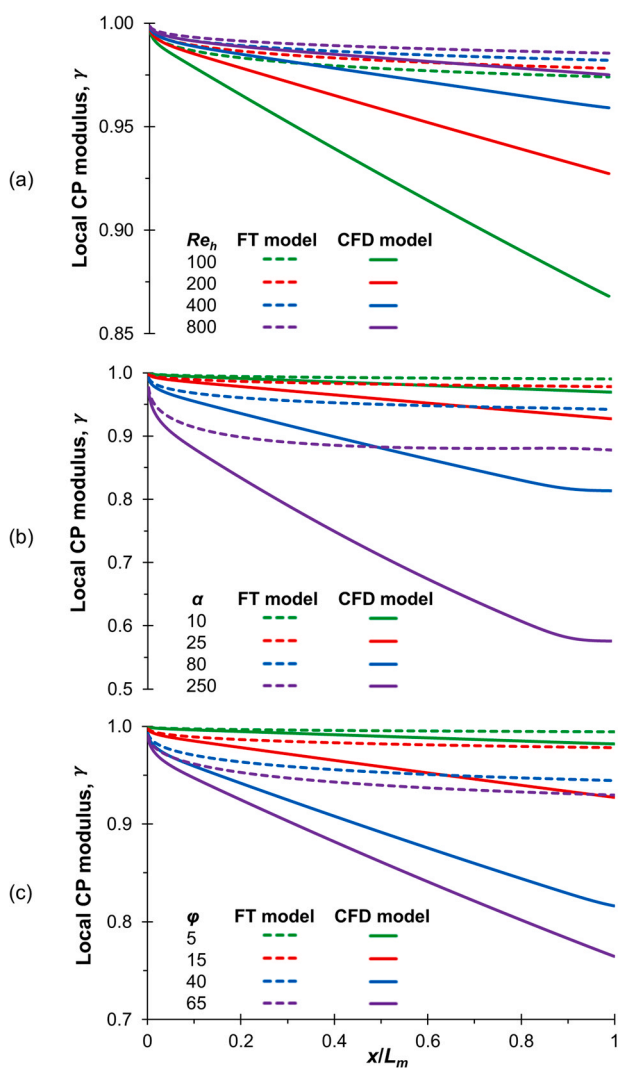 1.00
0.95
0.90
0.85
Local CP modulus, γ
(a)
Reₕ FT model CFD model
100
200
400
800
1.0
0.9
0.8
0.7
0.6
0.5
Local CP modulus, γ
(b)
α FT model CFD model
10
25
80
250
1.0
0.9
0.8
0.7
Local CP modulus, γ
(c)
φ FT model CFD model
5
15
40
65
0 0.2 0.4 0.6 0.8 1
x/Lₘ